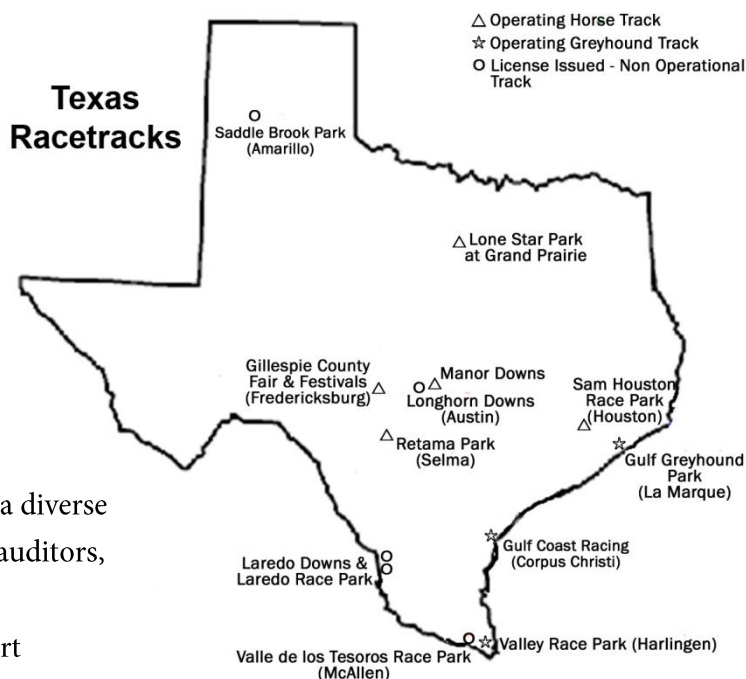 Operating Horse Track
Operating Greyhound Track
License Issued - Non Operational
Track
Texas
Racetracks
Saddle Brook Park
(Amarillo)
Lone Star Park
at Grand Prairie
Gillespie County
Fair & Festivals
(Fredericksburg)
Manor Downs
Longhorn Downs
(Austin)
Sam Houston
Race Park
(Houston)
Retama Park
(Selma)
Gulf Greyhound
Park
(La Marque)
a diverse
auditors,
rt
Gulf Coast Racing
(Corpus Christi)
Laredo Downs &
Laredo Race Park
Valley Race Park (Harlingen)
Valle de los Tesoros Race Park
(McAllen)